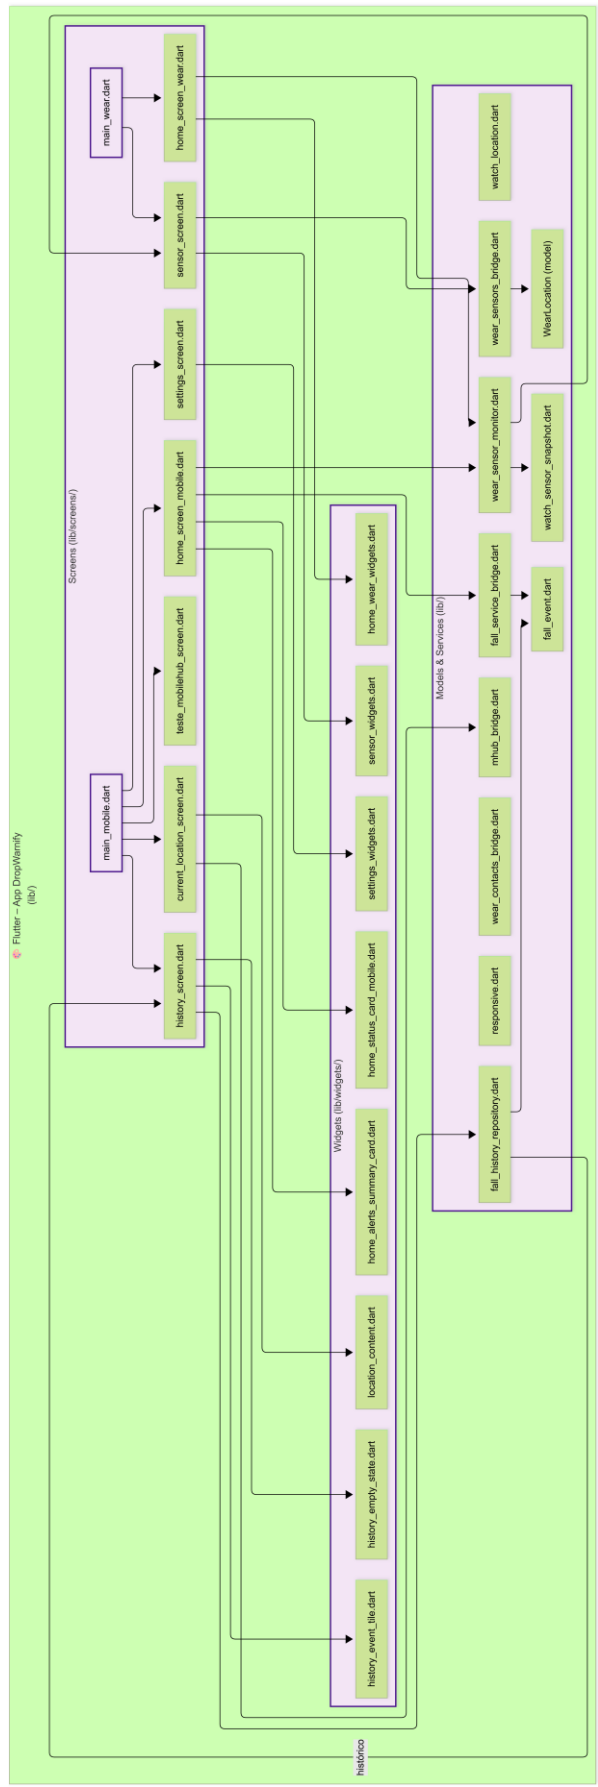 Flutter – App DropWarnify
(lib/)
Screens (lib/screens/)
main_mobile.dart
main_wear.dart
history_screen.dart
current_location_screen.dart
teste_mobilehub_screen.dart
home_screen_mobile.dart
settings_screen.dart
sensor_screen.dart
home_screen_wear.dart
Widgets (lib/widgets/)
history_event_tile.dart
history_empty_state.dart
location_content.dart
home_alerts_summary_card.dart
home_status_card_mobile.dart
settings_widgets.dart
sensor_widgets.dart
home_wear_widgets.dart
histórico
Models & Services (lib/)
fall_history_repository.dart
responsive.dart
wear_contacts_bridge.dart
mhub_bridge.dart
fall_service_bridge.dart
wear_sensor_monitor.dart
wear_sensors_bridge.dart
watch_location.dart
fall_event.dart
watch_sensor_snapshot.dart
WearLocation (model)